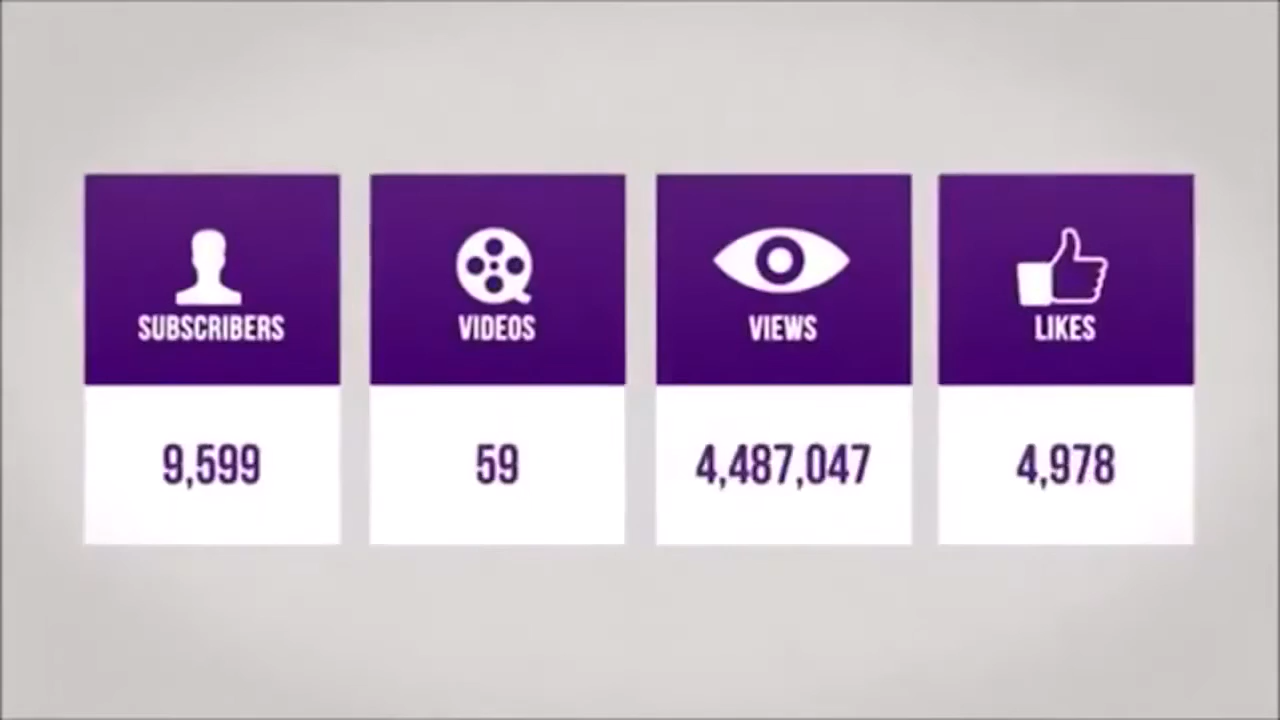 SUBSCRIBERS
9,599
VIDEOS
59
VIEWS
4,487,047
LIKES
4,978